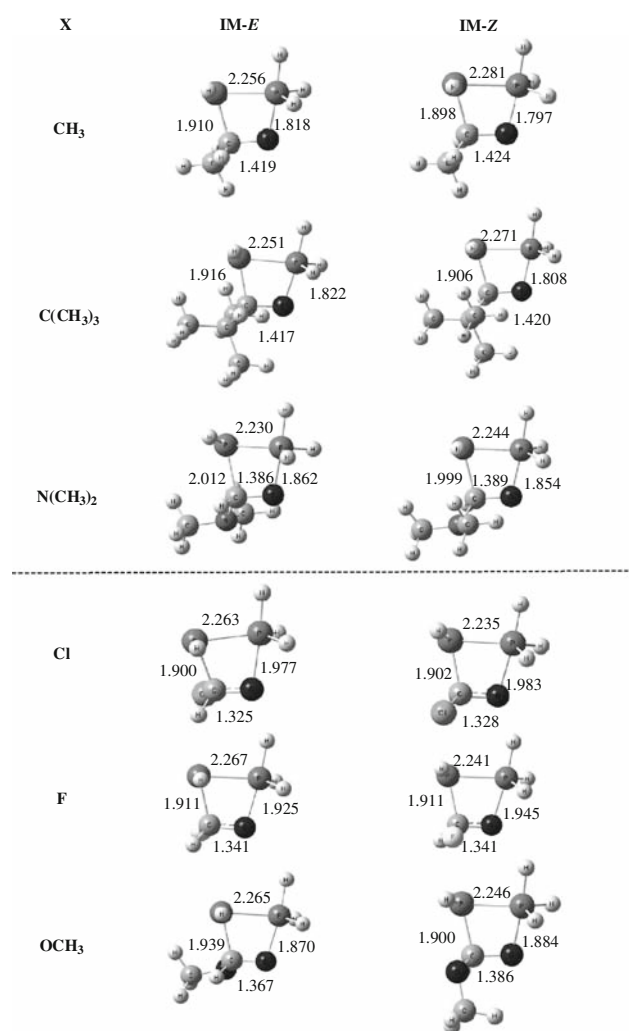 X IM-E IM-Z
2.256 2.281
CH3 1.910 1.818 1.898 1.797
1.419 1.424
2.251 2.271
1.916 1.822 1.906 1.808
C(CH3)3 1.417 1.420
2.230 2.244
N(CH3)2 2.012 1.386 1.862 1.999 1.389 1.854
2.263 2.235
Cl 1.900 1.977 1.902 1.983
1.325 1.328
2.267 2.241
F 1.911 1.925 1.911 1.945
1.341 1.341
2.265 2.246
OCH3 1.939 1.870 1.900 1.884
1.367 1.386